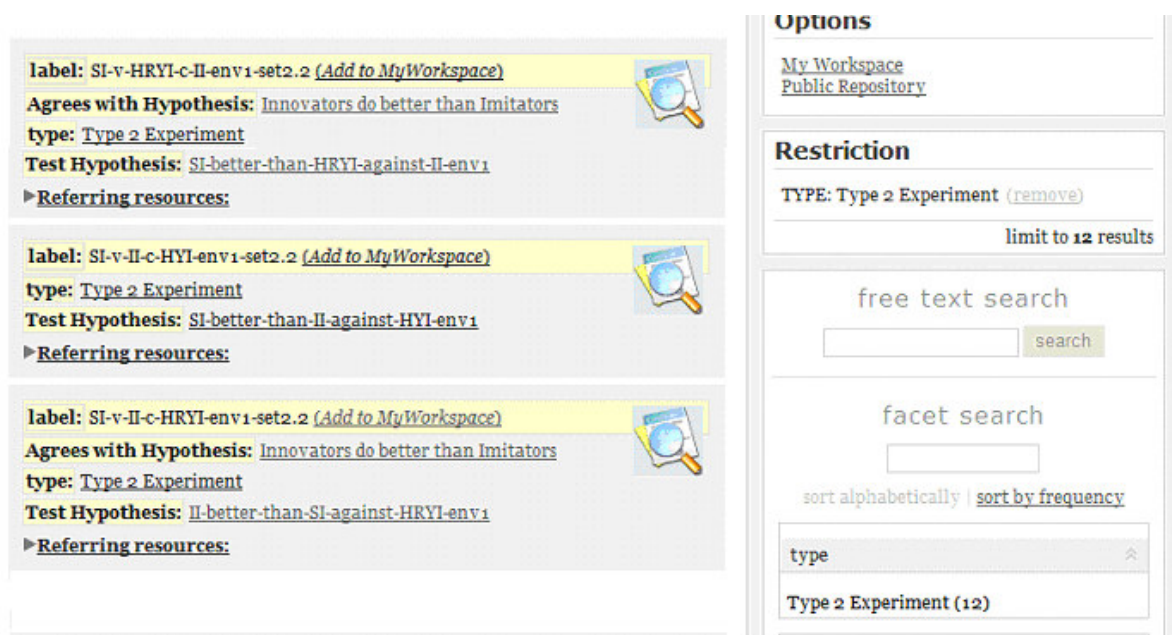 label: SI-v-HRYI-c-II-env1-set2.2 (Add to MyWorkspace)
Agrees with Hypothesis: Innovators do better than Imitators
type: Type 2 Experiment
Test Hypothesis: SI-better-than-HRYI-against-II-env1
Referring resources:
label: SI-v-II-c-HYI-env1-set2.2 (Add to MyWorkspace)
type: Type 2 Experiment
Test Hypothesis: SI-better-than-II-against-HYI-env1
Referring resources:
label: SI-v-II-c-HRYI-env1-set2.2 (Add to MyWorkspace)
Agrees with Hypothesis: Innovators do better than Imitators
type: Type 2 Experiment
Test Hypothesis: II-better-than-SI-against-HRYI-env1
Referring resources:
Options
My Workspace
Public Repository
Restriction
TYPE: Type 2 Experiment (remove)
limit to 12 results
free text search
search
facet search
sort alphabetically | sort by frequency
type
Type 2 Experiment (12)